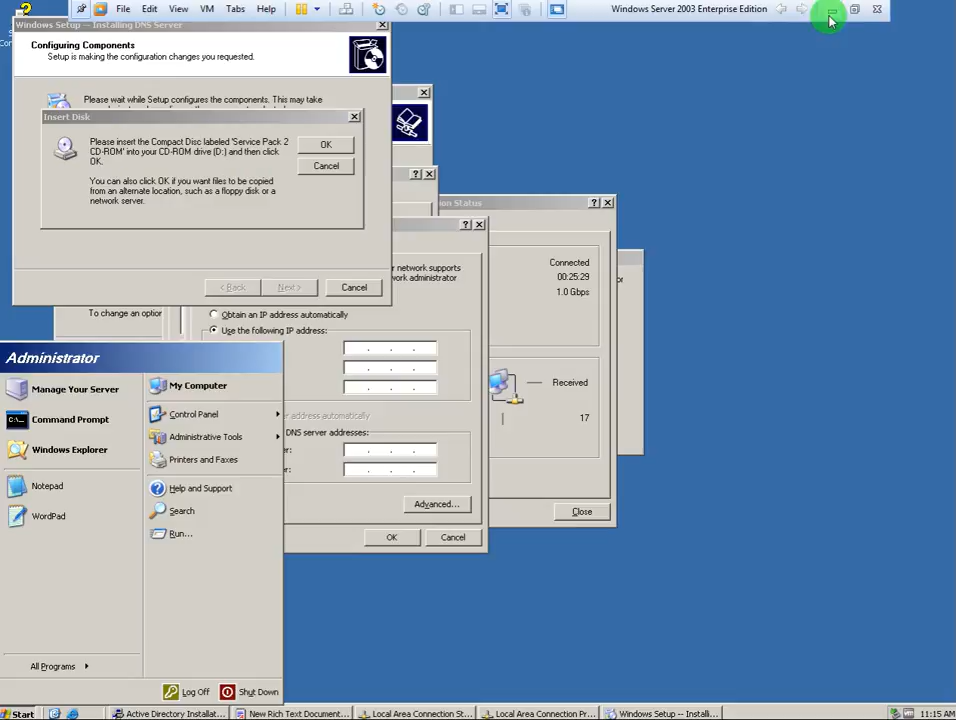 File Edit View VM Tabs Help
Windows Server 2003 Enterprise Edition
Windows Setup -- Installing DNS Server
Configuring Components
Setup is making the configuration changes you requested.
Please wait while Setup configures the components. This may take
Insert Disk
Please insert the Compact Disc labeled 'Service Pack 2
CD-ROM' into your CD-ROM drive (D:) and then click
OK.
You can also click OK if you want files to be copied
from an alternate location, such as a floppy disk or a
network server.
OK
Cancel
< Back Next > Cancel
ion Status
r network supports
work administrator
Connected
00:25:29
1.0 Gbps
or
To change an option
Obtain an IP address automatically
Use the following IP address:
er address automatically
DNS server addresses:
er:
r:
Advanced...
OK Cancel
Received
17
Close
Administrator
Manage Your Server
Command Prompt
Windows Explorer
Notepad
WordPad
All Programs
My Computer
Control Panel
Administrative Tools
Printers and Faxes
Help and Support
Search
Run...
Log Off Shut Down
Start
Active Directory Installat...
New Rich Text Document...
Local Area Connection St...
Local Area Connection Pr...
Windows Setup -- Installi...
11:15 AM